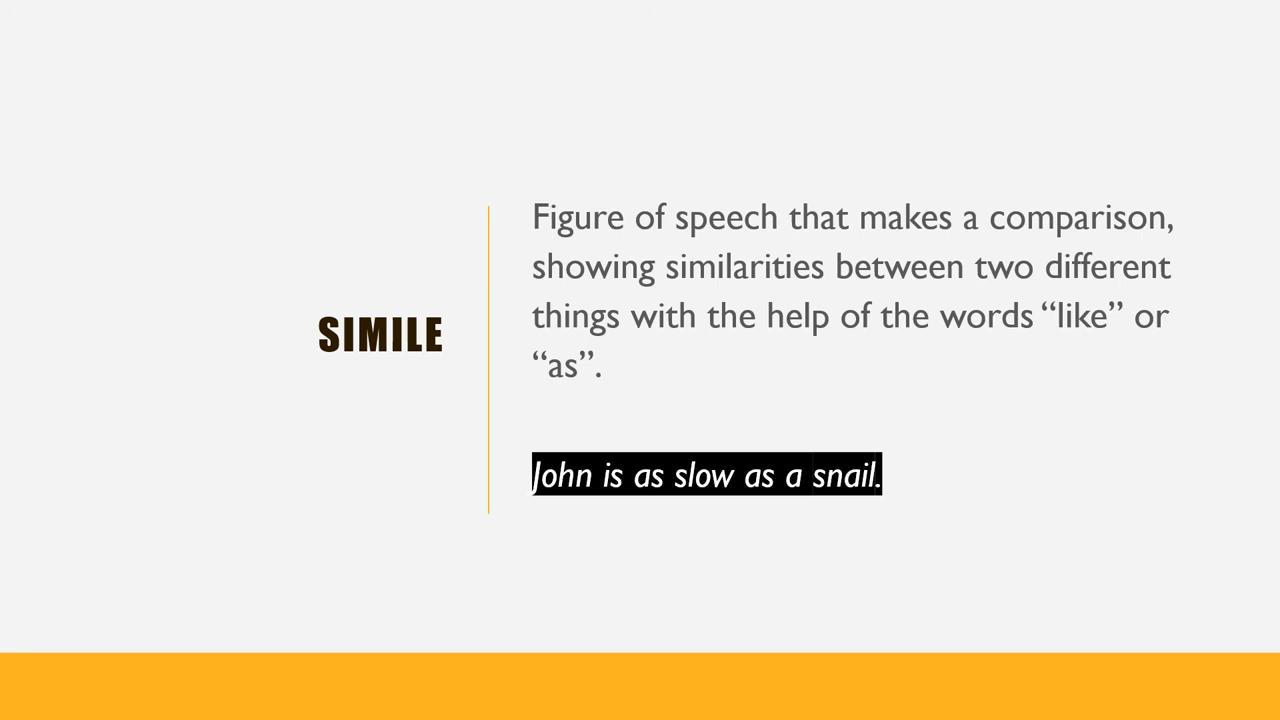 SIMILE
Figure of speech that makes a comparison,
showing similarities between two different
things with the help of the words “like” or
“as”.
John is as slow as a snail.